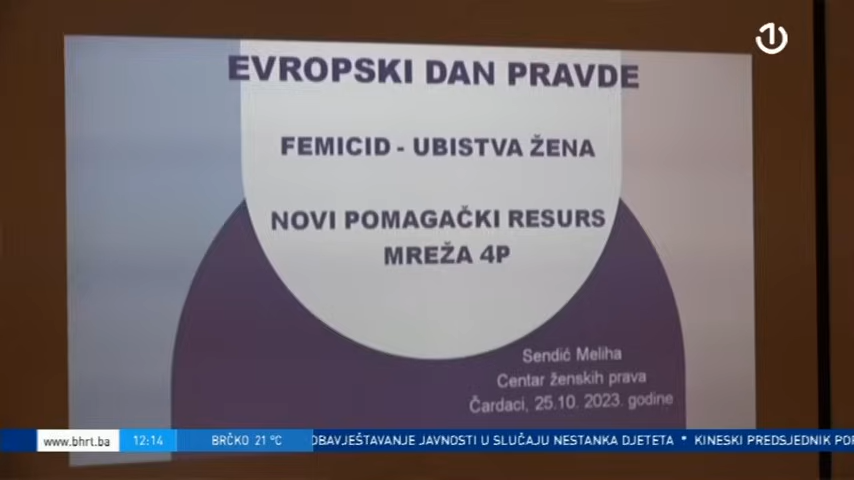 EVROPSKI DAN PRAVDE
FEMICID - UBISTVA ŽENA
NOVI POMAGAČKI RESURS
MREŽA 4P
Sendić Meliha
Centar ženskih prava
Čardaci, 25.10. 2023. godine
www.bhrt.ba 12:14 BRČKO 21 °C OBAVJEŠTAVANJE JAVNOSTI U SLUČAJU NESTANKA DJETETA * KINESKI PREDSJEDNIK